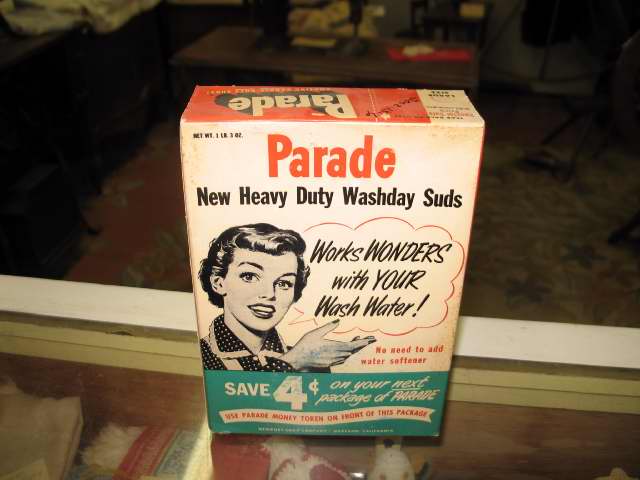 Parade
LARGE
SIZE
NET WT. 1 LB. 3 OZ.
Parade
New Heavy Duty Washday Suds
Works WONDERS
with YOUR
Wash Water!
No need to add
water softener
SAVE 4¢ on your next
package of PARADE
USE PARADE MONEY TOKEN ON FRONT OF THIS PACKAGE